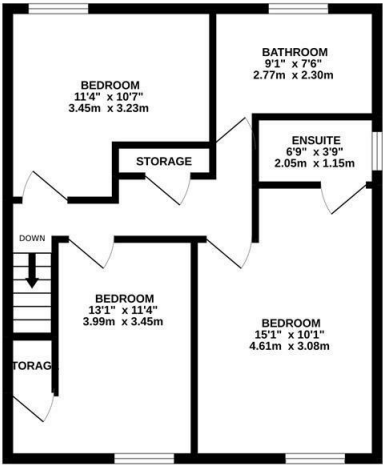 BATHROOM
9'1" x 7'6"
2.77m x 2.30m
BEDROOM
11'4" x 10'7"
3.45m x 3.23m
ENSUITE
6'9" x 3'9"
2.05m x 1.15m
STORAGE
DOWN
BEDROOM
13'1" x 11'4"
3.99m x 3.45m
BEDROOM
15'1" x 10'1"
4.61m x 3.08m
TORAG